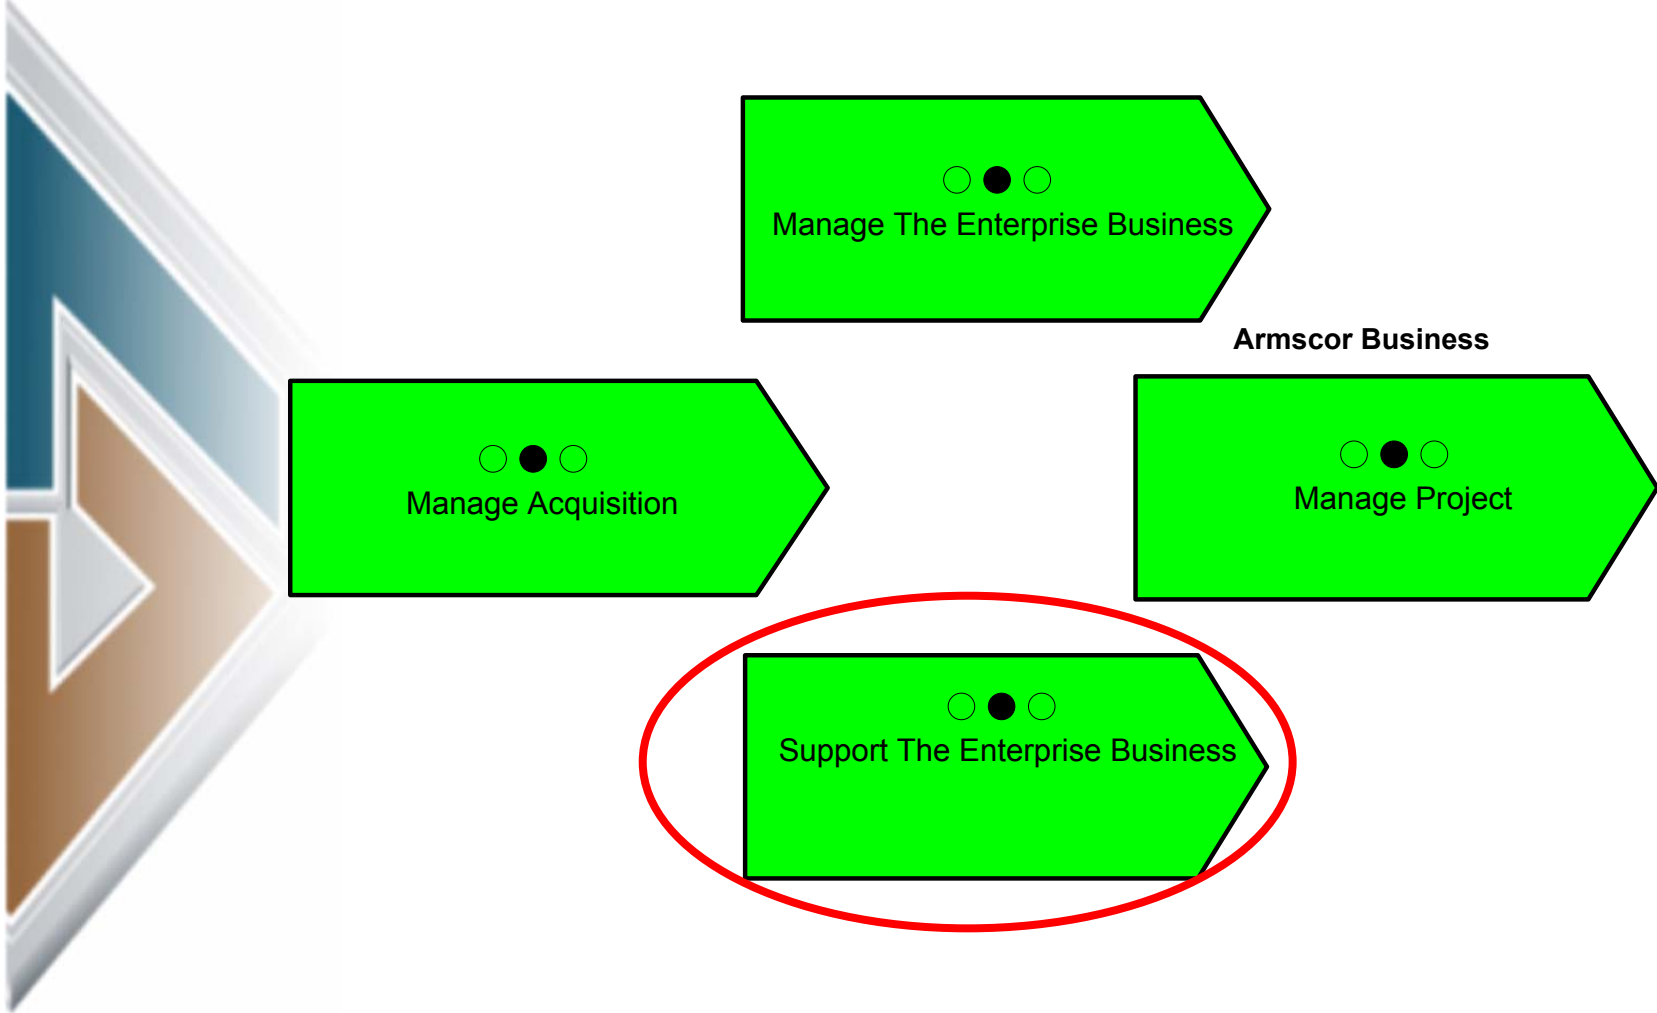 Manage The Enterprise Business
Armscor Business
Manage Acquisition
Manage Project
Support The Enterprise Business